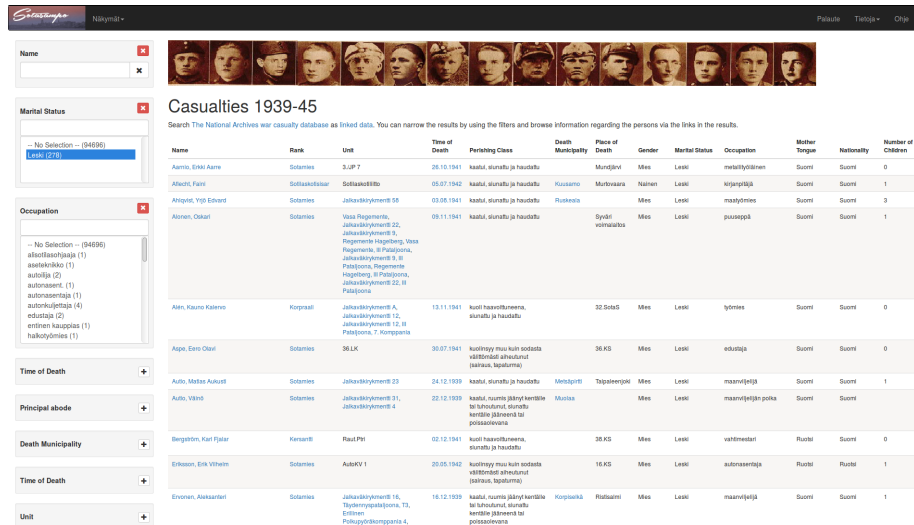 Sotasampo
Näkymät
Palaute Tietoja Ohje
Name
Marital Status
-- No Selection -- (94696)
Leski (278)
Occupation
-- No Selection -- (94696)
alisotilasohjaaja (1)
aseteknikko (1)
autoilija (2)
autonasent. (1)
autonasentaja (1)
autonkuljettaja (4)
edustaja (2)
entinen kauppias (1)
halkotyömies (1)
Time of Death
Principal abode
Death Municipality
Time of Death
Unit
Casualties 1939-45
Search The National Archives war casualty database as linked data. You can narrow the results by using the filters and browse information regarding the persons via the links in the results.
Name Rank Unit Time of Death Perishing Class Death Municipality Place of Death Gender Marital Status Occupation Mother Tongue Nationality Number of Children
Aarnio, Erkki Aarre Sotamies 3.UP 7 26.10.1941 kaatui, siunattu ja haudattu Mundjärvi Mies Leski metallityöläinen Suomi Suomi 0
Aflecht, Faini Sotilaskotisisar Sotilaskotiliitto 05.07.1942 kaatui, siunattu ja haudattu Kuusamo Murtovaara Nainen Leski kirjanpitäjä Suomi Suomi 1
Ahlqvist, Yrjö Edvard Sotamies Jalkaväkirykmentti 58 03.08.1941 kaatui, siunattu ja haudattu Ruskeala Mies Leski maatyömies Suomi Suomi 3
Alonen, Oskari Sotamies Vasa Regemente, 09.11.1941 kaatui, siunattu ja haudattu Syväri Mies Leski puuseppä Suomi Suomi 1
Jalkaväkirykmentti 22, voimalaitos
Jalkaväkirykmentti 9,
Regemente Hagelberg, Vasa
Regemente, III Pataljoona,
Jalkaväkirykmentti 9, III
Pataljoona, Regemente
Hagelberg, III Pataljoona,
Jalkaväkirykmentti 22, III
Pataljoona
Alén, Kauno Kalervo Korpraali Jalkaväkirykmentti A, 13.11.1941 kuoli haavoittuneena, 32.SotaS Mies Leski työmies Suomi Suomi 0
Jalkaväkirykmentti 12, siunattu ja haudattu
Jalkaväkirykmentti 12, III
Pataljoona, 7. Komppania
Aspe, Eero Olavi Sotamies 36.LK 30.07.1941 kuolinsyy muu kuin sodasta 36.KS Mies Leski edustaja Suomi Suomi 0
välittömästi aiheutunut
(sairaus, tapaturma)
Autio, Matias Aukusti Sotamies Jalkaväkirykmentti 23 24.12.1939 kaatui, siunattu ja haudattu Metsäpirtti Taipaleenjoki Mies Leski maanviljelijä Suomi Suomi 1
Autio, Väinö Sotamies Jalkaväkirykmentti 31, 22.12.1939 kaatui, ruumis jäänyt kentälle Muolaa Mies Leski maanviljelijän poika Suomi Suomi
Jalkaväkirykmentti 4 tai tuhoutunut, siunattu
kentälle jääneenä tai
poissaolevana
Bergström, Karl Fjalar Kersantti Raut.Ptri 02.12.1941 kuoli haavoittuneena, 38.KS Mies Leski vahtimestari Ruotsi Suomi 0
siunattu ja haudattu
Eriksson, Erik Vilhelm Sotamies AutoKV 1 20.05.1942 kuolinsyy muu kuin sodasta 16.KS Mies Leski autonasentaja Ruotsi Ruotsi 1
välittömästi aiheutunut
(sairaus, tapaturma)
Ervonen, Aleksanteri Sotamies Jalkaväkirykmentti 16, 16.12.1939 kaatui, ruumis jäänyt kentälle Korpiselkä Ristisalmi Mies Leski maanviljelijä Suomi Suomi 1
Täydennyspataljoona, T3, tai tuhoutunut, siunattu
Erillinen kentälle jääneenä tai
Polkupyöräkomppania 4, poissaolevana